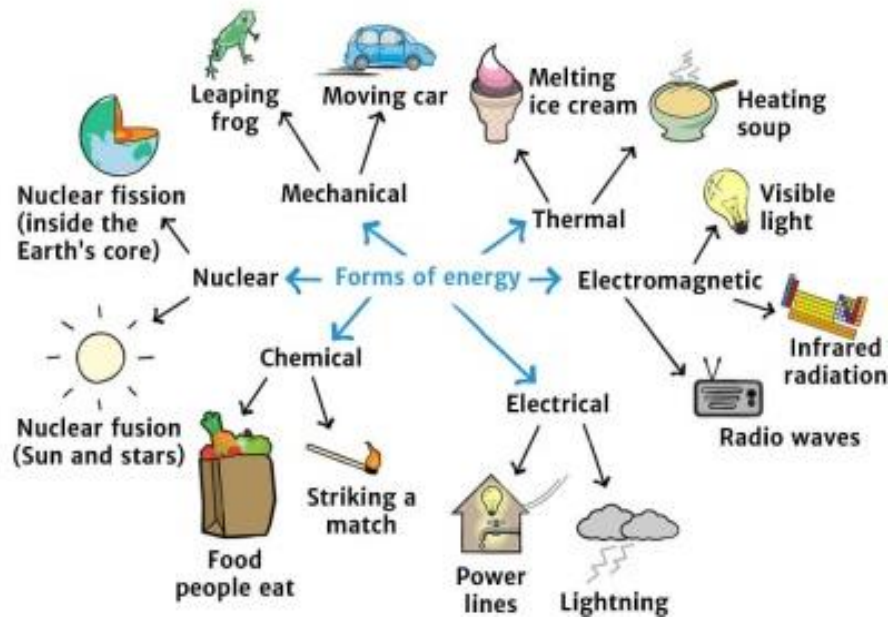 Leaping
frog
Moving car
Melting
ice cream
Heating
soup
Nuclear fission
(inside the
Earth's core)
Mechanical
Thermal
Visible
light
Nuclear
Forms of energy
Electromagnetic
Infrared
radiation
Chemical
Electrical
Radio waves
Nuclear fusion
(Sun and stars)
Striking a
match
Food
people eat
Power
lines
Lightning